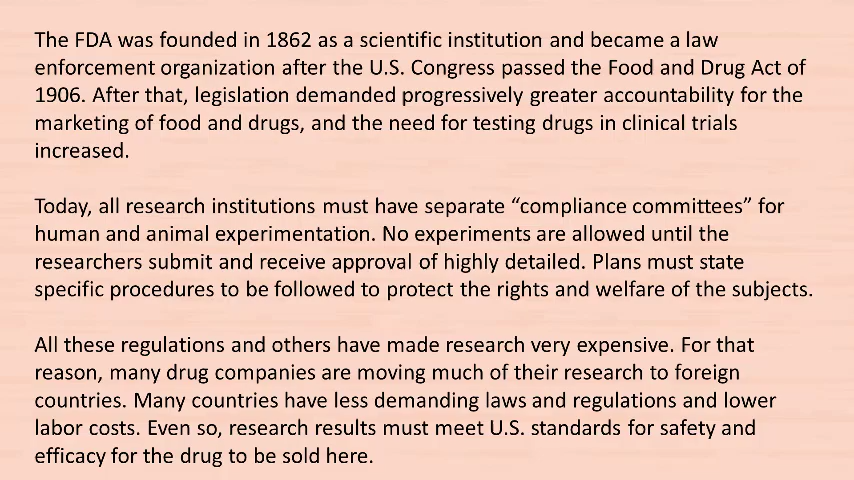 The FDA was founded in 1862 as a scientific institution and became a law
enforcement organization after the U.S. Congress passed the Food and Drug Act of
1906. After that, legislation demanded progressively greater accountability for the
marketing of food and drugs, and the need for testing drugs in clinical trials
increased.
Today, all research institutions must have separate “compliance committees” for
human and animal experimentation. No experiments are allowed until the
researchers submit and receive approval of highly detailed. Plans must state
specific procedures to be followed to protect the rights and welfare of the subjects.
All these regulations and others have made research very expensive. For that
reason, many drug companies are moving much of their research to foreign
countries. Many countries have less demanding laws and regulations and lower
labor costs. Even so, research results must meet U.S. standards for safety and
efficacy for the drug to be sold here.